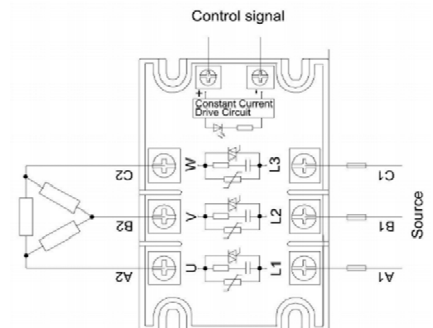 Control signal
+ -
Constant Current
Drive Circuit
C2 W L3 C1
B2 V L2 B1
A2 U L1 A1
Source